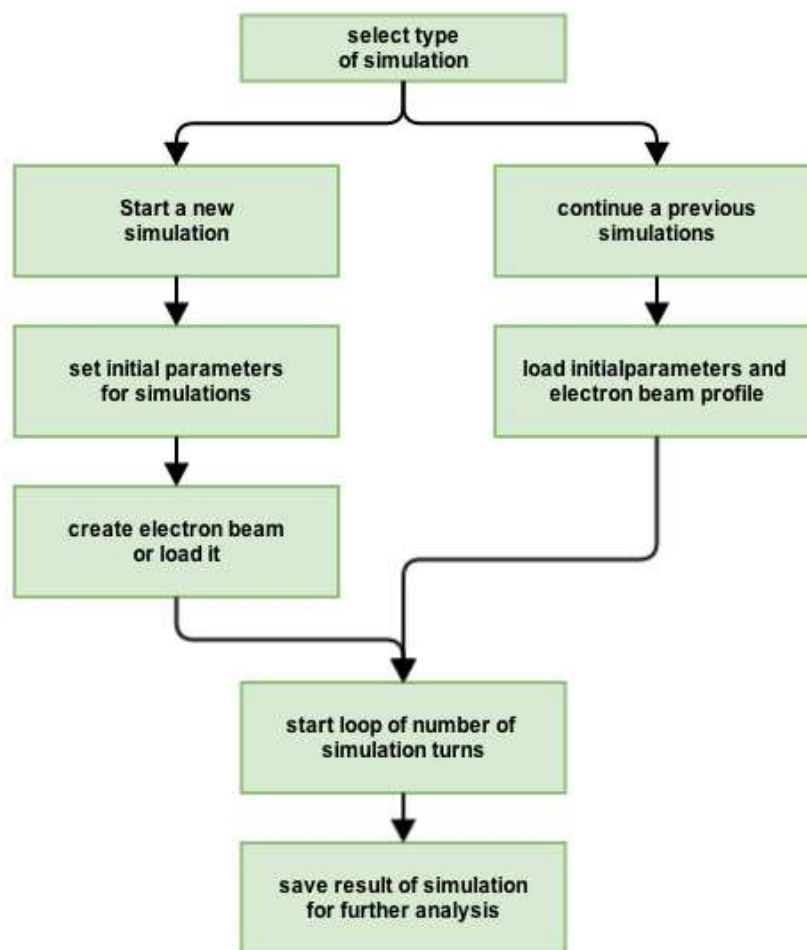 select type
of simulation
Start a new
simulation
continue a previous
simulations
set initial parameters
for simulations
load initialparameters and
electron beam profile
create electron beam
or load it
start loop of number of
simulation turns
save result of simulation
for further analysis